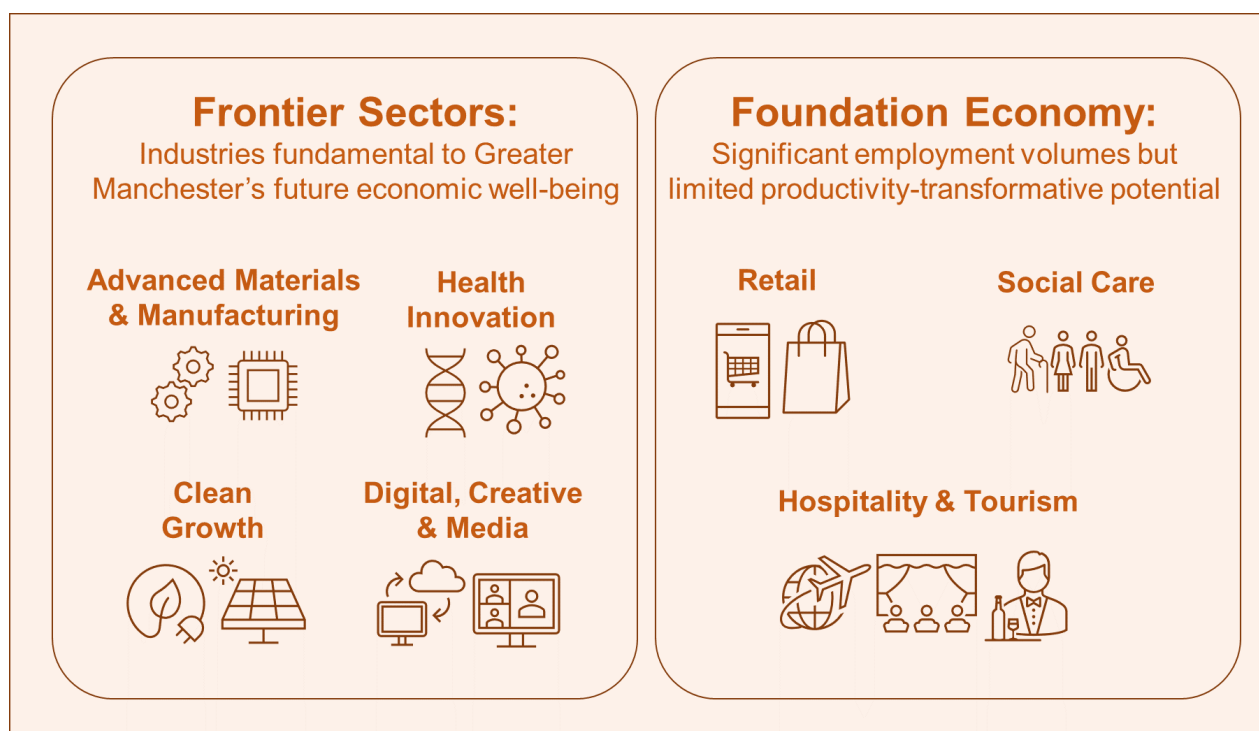 Frontier Sectors:
Industries fundamental to Greater
Manchester's future economic well-being
Advanced Materials
& Manufacturing
Health
Innovation
Clean
Growth
Digital, Creative
& Media
Foundation Economy:
Significant employment volumes but
limited productivity-transformative potential
Retail
Social Care
Hospitality & Tourism